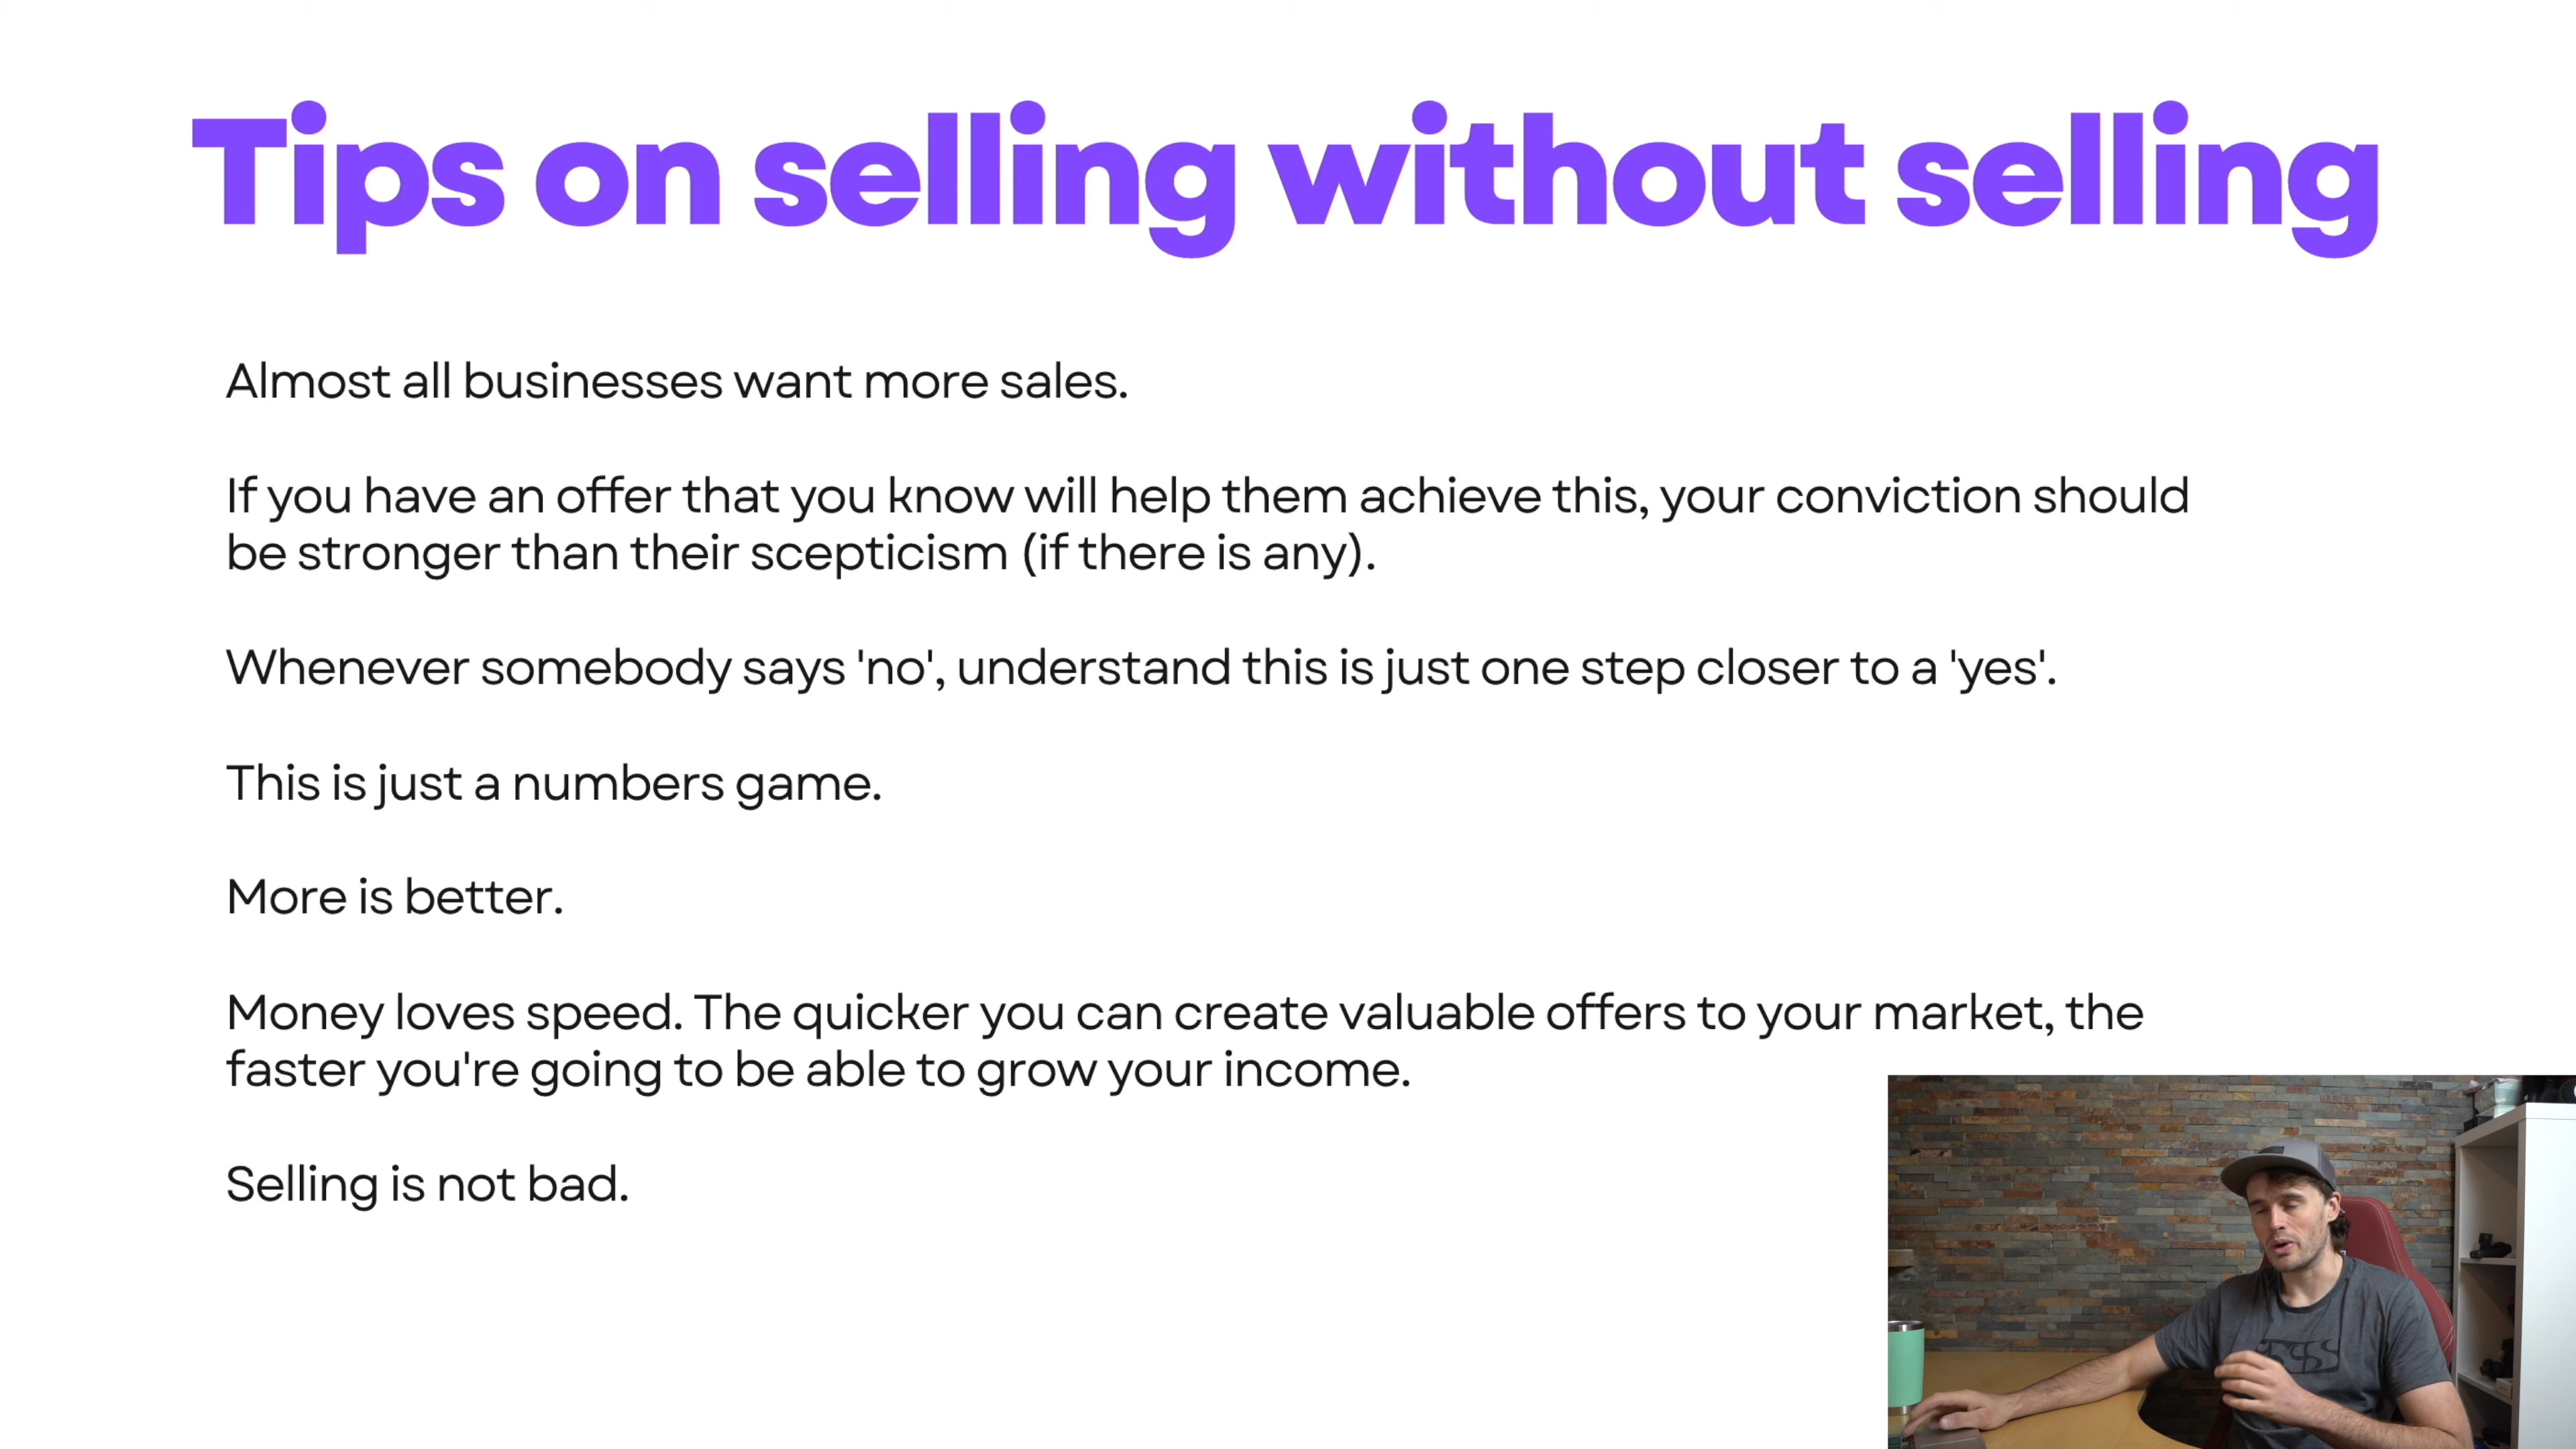 Tips on selling without selling
Almost all businesses want more sales.
If you have an offer that you know will help them achieve this, your conviction should
be stronger than their scepticism (if there is any).
Whenever somebody says 'no', understand this is just one step closer to a 'yes'.
This is just a numbers game.
More is better.
Money loves speed. The quicker you can create valuable offers to your market, the
faster you're going to be able to grow your income.
Selling is not bad.